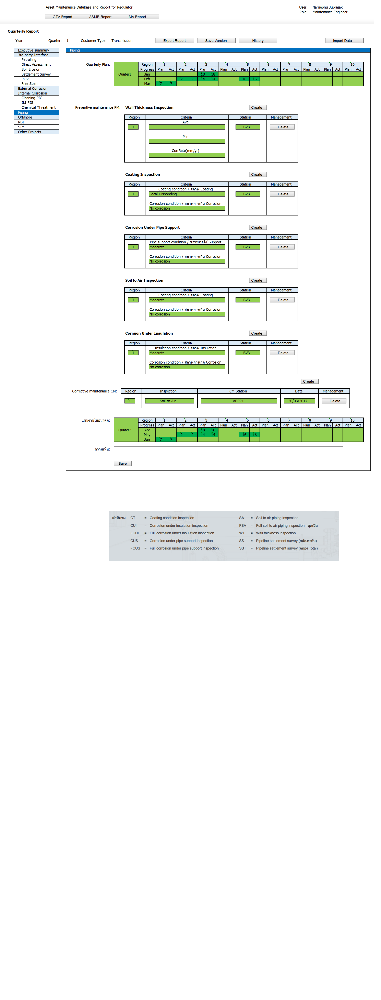 Asset Maintenance Database and Report for Regulator
User: Naruephu Juprajak
Role: Maintenance Engineer
GTA Report ASME Report MA Report
Quarterly Report
Year: Quarter: 1 Customer Type: Transmission Export Report Save Version History Import Data
Executive summary
3rd party Interface
Patrolling
Direct Assessment
Soil Erosion
Settlement Survey
ROV
Free Span
External Corrosion
Internal Corrosion
Cleaning PIG
ILI PIG
Chemical Threatment
Piping
Offshore
RBI
SIM
Other Projects
Piping
Quarterly Plan:
Quater1
Region 1 2 3 4 5 6 7 8 9 10
Progress Plan Act Plan Act Plan Act Plan Act Plan Act Plan Act Plan Act Plan Act Plan Act Plan Act
Jan 18 18
Feb 2 2 14 14 16 16
Mar 7 7
Preventive maintenance PM: Wall Thickness Inspection Create
Region Criteria Station Management
Avg
1 BV3 Delete
Min
CorrRate(mm/yr)
Coating Inspection Create
Region Criteria Station Management
Coating condition / สภาพ Coating
1 Local Disbonding BV3 Delete
Corrosion condition / สภาพการเกิด Corrosion
No corrosion
Corrosion Under Pipe Support Create
Region Criteria Station Management
Pipe support condition / สภาพท่อใต้ Support
1 Moderate BV3 Delete
Corrosion condition / สภาพการเกิด Corrosion
No corrosion
Soil to Air Inspection Create
Region Criteria Station Management
Coating condition / สภาพ Coating
1 Moderate BV3 Delete
Corrosion condition / สภาพการเกิด Corrosion
No corrosion
Corrsion Under Insulation Create
Region Criteria Station Management
Insulation condition / สภาพ Insulation
1 Moderate BV3 Delete
Corrosion condition / สภาพการเกิด Corrosion
No corrosion
Create
Corrective maintenance CM: Region Inspection CM Station Date Management
1 Soil to Air ABPR1 20/03/2017 Delete
แผนงานในอนาคต:
Quater2
Region 1 2 3 4 5 6 7 8 9 10
Progress Plan Act Plan Act Plan Act Plan Act Plan Act Plan Act Plan Act Plan Act Plan Act Plan Act
Apr 18 18
May 2 2 14 14 16 16
Jun 7 7
ความเห็น:
Save
คำนิยาม CT = Coating condition inspection SA = Soil to air piping inspection
CUI = Corrosion under insulation inspection FSA = Full soil to air piping inspection - ขุดเปิด
FCUI = Full corrosion under insulation inspection WT = Wall thickness inspection
CUS = Corrosion under pipe support inspection SS = Pipeline settlement survey (กล้องระดับ)
FCUS = Full corrosion under pipe support inspection SST = Pipeline settlement survey (กล้อง Total)